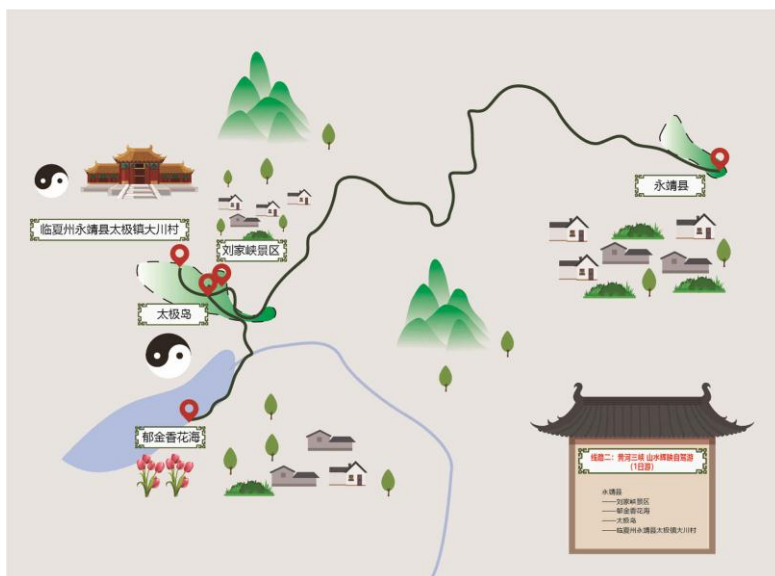 永靖县
临夏州永靖县太极镇大川村
刘家峡景区
太极岛
郁金香花海
线路二：黄河三峡 山水辉映自驾游
（1日游）
永靖县
——刘家峡景区
——郁金香花海
——太极岛
——临夏州永靖县太极镇大川村